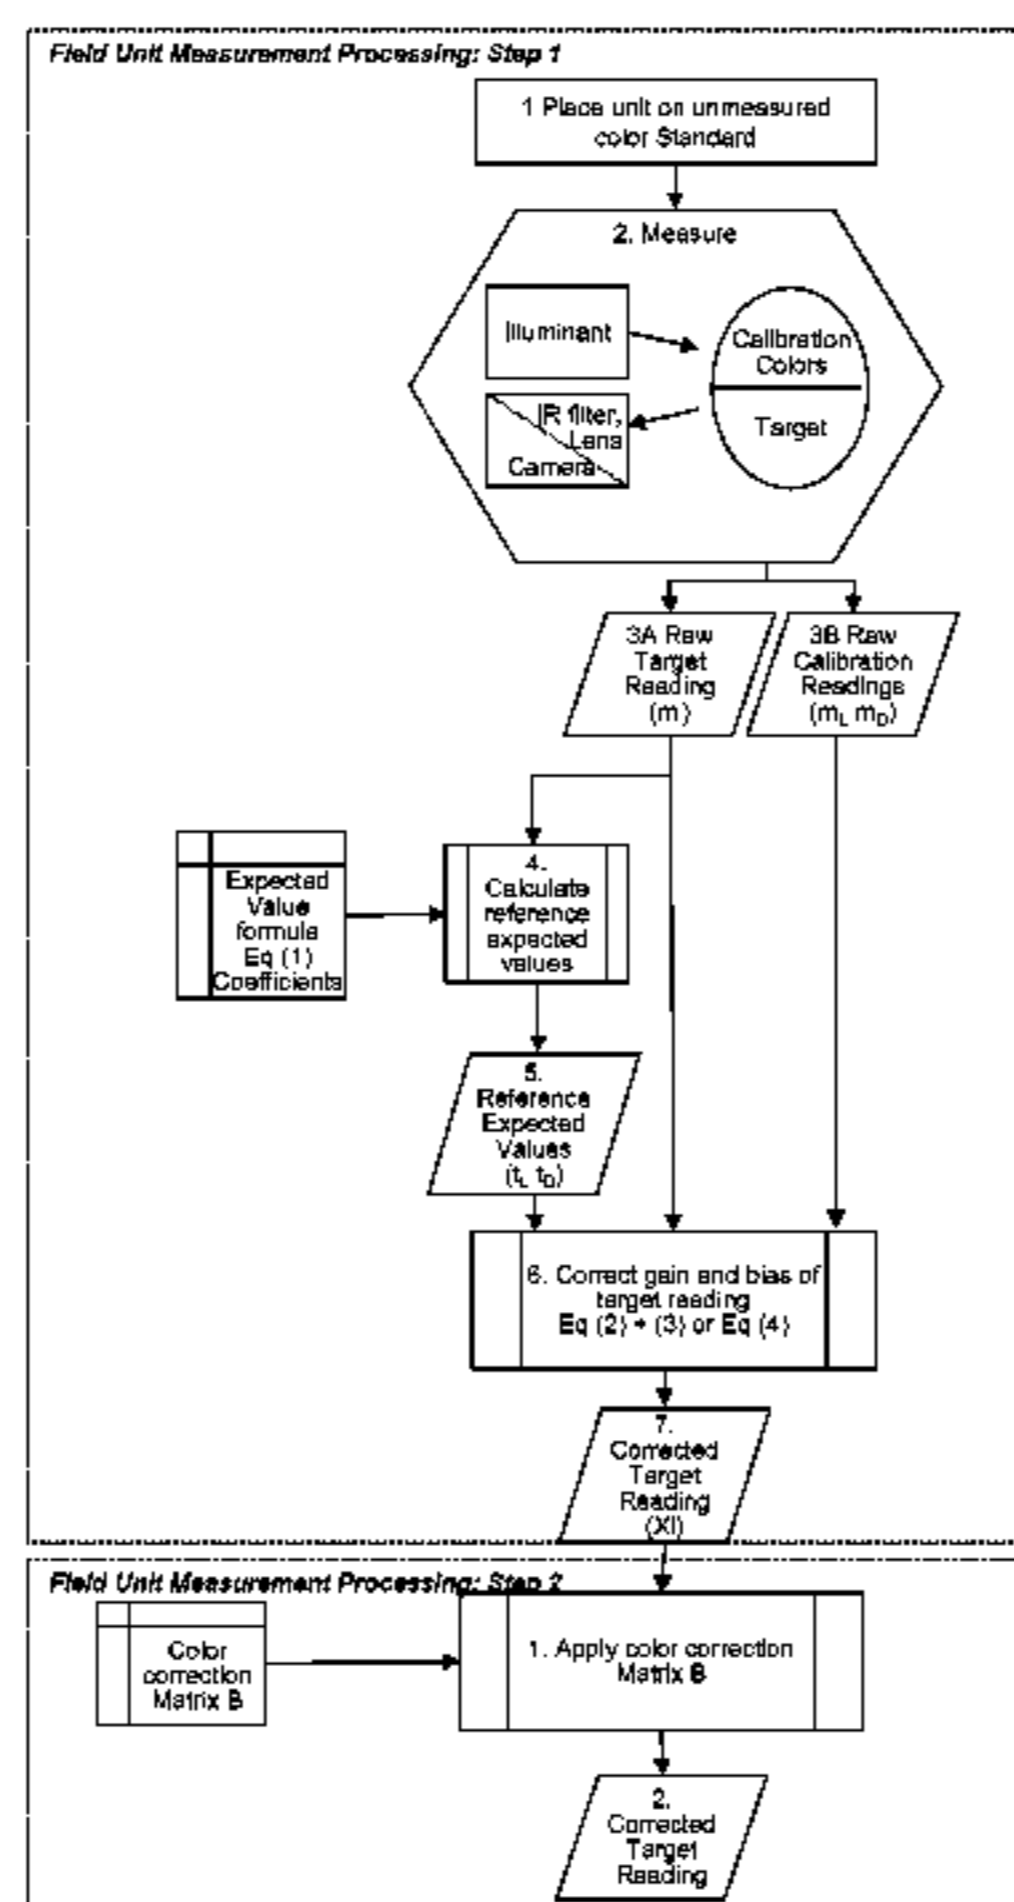 Field Unit Measurement Processing: Step 1
1 Place unit on unmeasured
color Standard
2. Measure
Illuminant
Calibration
Colors
IR filter,
Lens
Camera
Target
3A Raw
Target
Reading
(m)
3B Raw
Calibration
Readings
(mL mD)
Expected
Value
formula
Eq (1)
Coefficients
4.
Calculate
reference
expected
values
5.
Reference
Expected
Values
(tL tD)
6. Correct gain and bias of
target reading
Eq (2) + (3) or Eq (4)
7.
Corrected
Target
Reading
(XI)
Field Unit Measurement Processing: Step 2
Color
correction
Matrix B
1. Apply color correction
Matrix B
2.
Corrected
Target
Reading